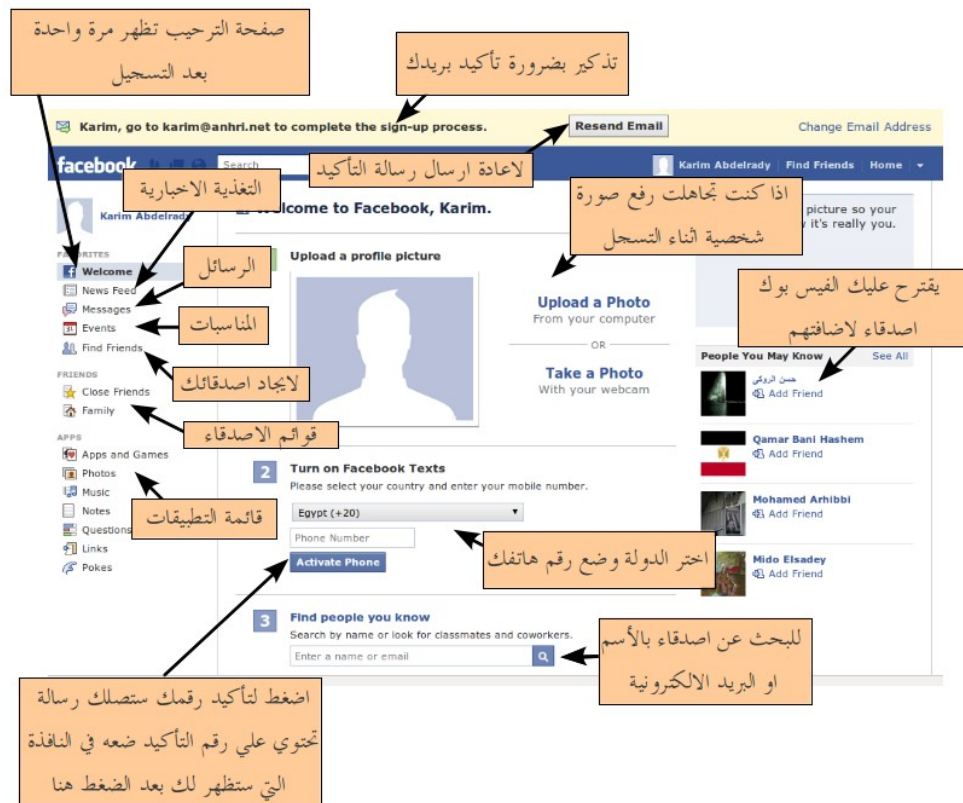 صفحة الترحيب تظهر مرة واحدة
بعد التسجيل
تذكير بضرورة تأكيد بريدك
Karim, go to karim@anhri.net to complete the sign-up process.
Resend Email
Change Email Address
facebook
Search
لاعادة ارسال رسالة التأكيد
Karim Abdelrady
Find Friends
Home
التغذية الاخبارية
Karim Abdelrady
lcome to Facebook, Karim.
اذا كنت تجاهلت رفع صورة
شخصية اثناء التسجل
picture so your
w it's really you.
Welcome
News Feed
Messages
Events
Find Friends
الرسائل
المناسبات
لايجاد اصدقائك
FRIENDS
Close Friends
Family
قوائم الاصدقاء
APPS
Apps and Games
Photos
Music
Notes
Questions
Links
Pokes
قائمة التطبيقات
Upload a profile picture
Upload a Photo
From your computer
OR
Take a Photo
With your webcam
يقترح عليك الفيس بوك
اصدقاء لاضافتهم
People You May Know
See All
حسن الروكي
Add Friend
Qamar Bani Hashem
Add Friend
Mohamed Arhibbi
Add Friend
Mido Elsadey
Add Friend
2
Turn on Facebook Texts
Please select your country and enter your mobile number.
Egypt (+20)
Phone Number
Activate Phone
اختر الدولة وضع رقم هاتفك
3
Find people you know
Search by name or look for classmates and coworkers.
Enter a name or email
للبحث عن اصدقاء بالأسم
او البريد الالكترونية
اضغط لتأكيد رقمك ستصلك رسالة
تحتوي علي رقم التأكيد ضعه في النافذة
التي ستظهر لك بعد الضغط هنا